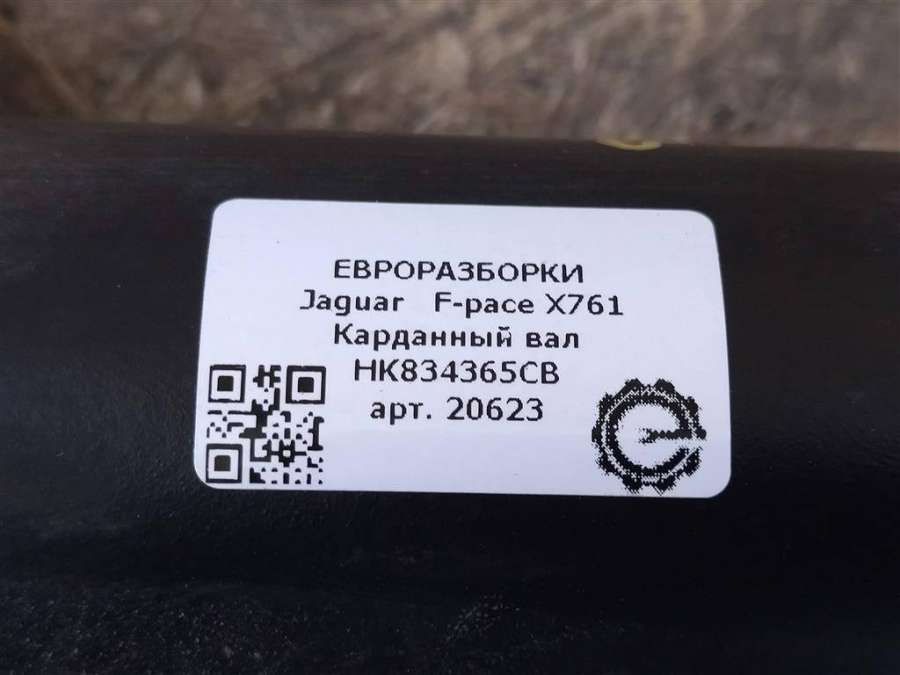 ЕВРОРАЗБОРКИ
Jaguar F-pace X761
Карданный вал
HK834365CB
арт. 20623